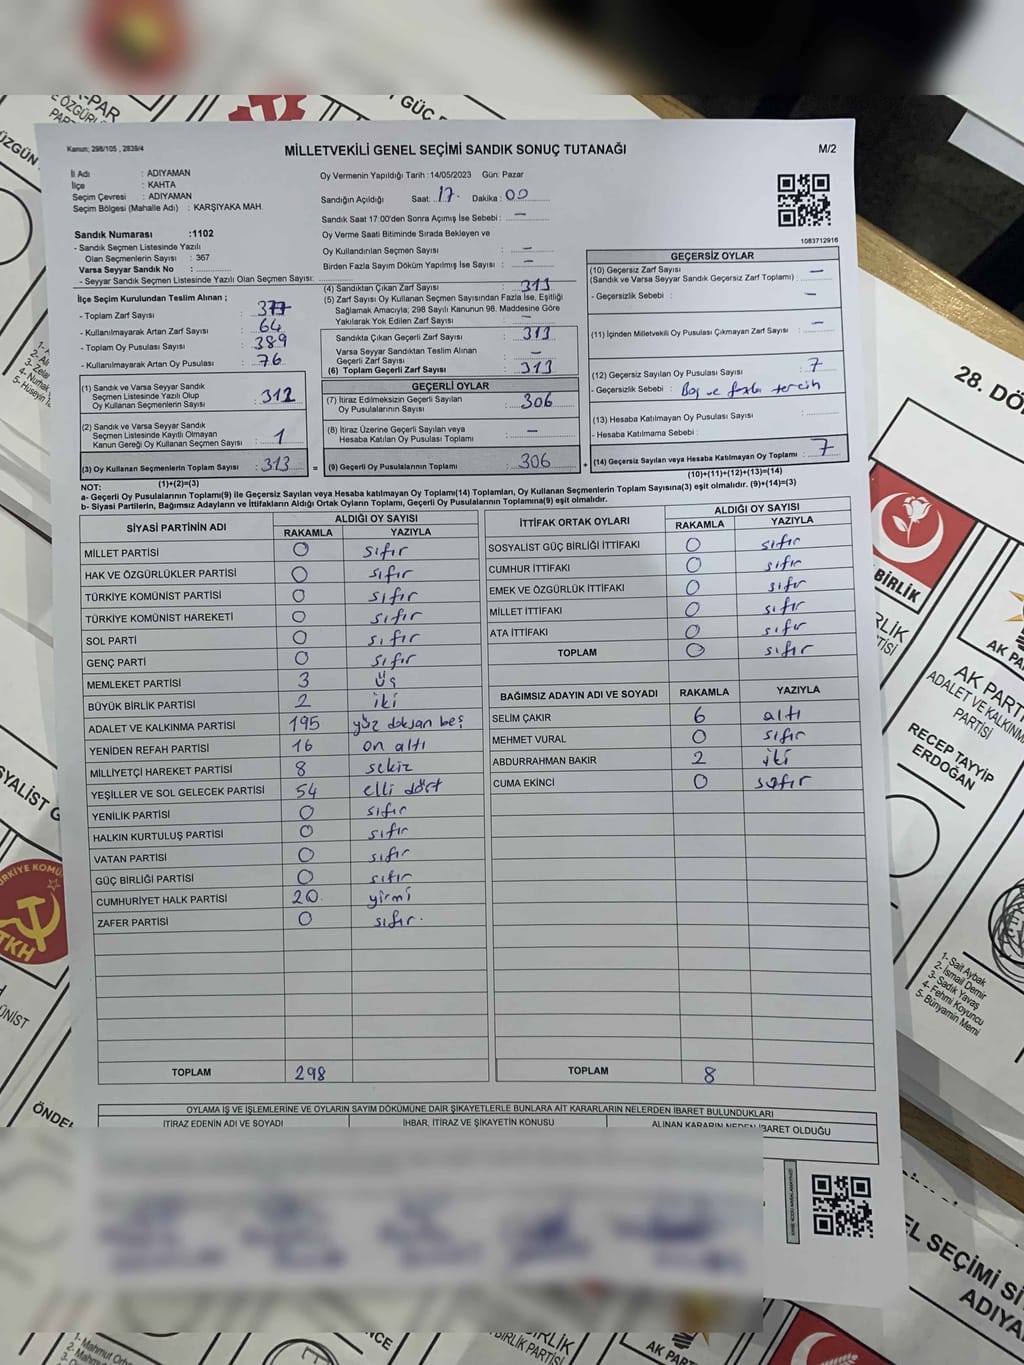 -PAR
E ÖZGÜRL
PART
ÜZGÜN
GÜÇ
Kanun; 298/105 , 2839/4
MİLLETVEKİLİ GENEL SEÇİMİ SANDIK SONUÇ TUTANAĞI
M/2
İl Adı : ADIYAMAN
İlçe : KAHTA
Seçim Çevresi : ADIYAMAN
Seçim Bölgesi (Mahalle Adı) : KARŞIYAKA MAH.
Oy Vermenin Yapıldığı Tarih :14/05/2023 Gün: Pazar
Sandığın Açıldığı Saat: 17. Dakika: 00
Sandık Saat 17:00'den Sonra Açımış İse Sebebi : —
Oy Verme Saati Bitiminde Sırada Bekleyen ve
Oy Kullandırılan Seçmen Sayısı : —
Birden Fazla Sayım Döküm Yapılmış İse Sayısı : —
1083712916
Sandık Numarası :1102
- Sandık Seçmen Listesinde Yazılı
Olan Seçmenlerin Sayısı : 367
Varsa Seyyar Sandık No :
- Seyyar Sandık Seçmen Listesinde Yazılı Olan Seçmen Sayısı:
İlçe Seçim Kurulundan Teslim Alınan ;
- Toplam Zarf Sayısı : 377
- Kullanılmayarak Artan Zarf Sayısı : 64
- Toplam Oy Pusulası Sayısı : 389
- Kullanılmayarak Artan Oy Pusulası : 76
(1) Sandık ve Varsa Seyyar Sandık
Seçmen Listesinde Yazılı Olup
Oy Kullanan Seçmenlerin Sayısı : 312
(2) Sandık ve Varsa Seyyar Sandık
Seçmen Listesinde Kayıtlı Olmayan
Kanun Gereği Oy Kullanan Seçmen Sayısı : 1
(3) Oy Kullanan Seçmenlerin Toplam Sayısı : 313
(1)+(2)=(3)
(4) Sandıktan Çıkan Zarf Sayısı : 313
(5) Zarf Sayısı Oy Kullanan Seçmen Sayısından Fazla İse, Eşitliği
Sağlamak Amacıyla; 298 Sayılı Kanunun 98. Maddesine Göre
Yakılarak Yok Edilen Zarf Sayısı : —
Sandıkta Çıkan Geçerli Zarf Sayısı : 313
Varsa Seyyar Sandıktan Teslim Alınan
Geçerli Zarf Sayısı : —
(6) Toplam Geçerli Zarf Sayısı : 313
GEÇERLİ OYLAR
(7) İtiraz Edilmeksizin Geçerli Sayılan
Oy Pusulalarının Sayısı : 306
(8) İtiraz Üzerine Geçerli Sayılan veya
Hesaba Katılan Oy Pusulası Toplamı : —
= (9) Geçerli Oy Pusulalarının Toplamı : 306
GEÇERSİZ OYLAR
(10) Geçersiz Zarf Sayısı
(Sandık ve Varsa Seyyar Sandık Geçersiz Zarf Toplamı) : —
- Geçersizlik Sebebi : —
(11) İçinden Milletvekili Oy Pusulası Çıkmayan Zarf Sayısı : —
(12) Geçersiz Sayılan Oy Pusulası Sayısı : 7
- Geçersizlik Sebebi : Boş ve fazla tercih
(13) Hesaba Katılmayan Oy Pusulası Sayısı :
- Hesaba Katılmama Sebebi :
+ (14) Geçersiz Sayılan veya Hesaba Katılmayan Oy Toplamı : 7
(10)+(11)+(12)+(13)=(14)
NOT:
a- Geçerli Oy Pusulalarının Toplamı(9) ile Geçersiz Sayılan veya Hesaba katılmayan Oy Toplamı(14) Toplamları, Oy Kullanan Seçmenlerin Toplam Sayısına(3) eşit olmalıdır. (9)+(14)=(3)
b- Siyasi Partilerin, Bağımsız Adayların ve İttifakların Aldığı Ortak Oyların Toplamı, Geçerli Oy Pusulalarının Toplamına(9) eşit olmalıdır.
SİYASİ PARTİNİN ADI ALDIĞI OY SAYISI
RAKAMLA YAZIYLA
MİLLET PARTİSİ 0 sıfır
HAK VE ÖZGÜRLÜKLER PARTİSİ 0 sıfır
TÜRKİYE KOMÜNİST PARTİSİ 0 sıfır
TÜRKİYE KOMÜNİST HAREKETİ 0 sıfır
SOL PARTİ 0 sıfır
GENÇ PARTİ 0 sıfır
MEMLEKET PARTİSİ 3 üç
BÜYÜK BİRLİK PARTİSİ 2 iki
ADALET VE KALKINMA PARTİSİ 195 yüz doksan beş
YENİDEN REFAH PARTİSİ 16 on altı
MİLLİYETÇİ HAREKET PARTİSİ 8 sekiz
YEŞİLLER VE SOL GELECEK PARTİSİ 54 elli dört
YENİLİK PARTİSİ 0 sıfır
HALKIN KURTULUŞ PARTİSİ 0 sıfır
VATAN PARTİSİ 0 sıfır
GÜÇ BİRLİĞİ PARTİSİ 0 sıfır
CUMHURİYET HALK PARTİSİ 20 yirmi
ZAFER PARTİSİ 0 sıfır.
TOPLAM 298
İTTİFAK ORTAK OYLARI ALDIĞI OY SAYISI
RAKAMLA YAZIYLA
SOSYALİST GÜÇ BİRLİĞİ İTTİFAKI 0 sıfır
CUMHUR İTTİFAKI 0 sıfır
EMEK VE ÖZGÜRLÜK İTTİFAKI 0 sıfır
MİLLET İTTİFAKI 0 sıfır
ATA İTTİFAKI 0 sıfır
TOPLAM 0 sıfır
BAĞIMSIZ ADAYIN ADI VE SOYADI RAKAMLA YAZIYLA
SELİM ÇAKIR 6 altı
MEHMET VURAL 0 sıfır
ABDURRAHMAN BAKIR 2 iki
CUMA EKİNCİ 0 sıfır
TOPLAM 8
OYLAMA İŞ VE İŞLEMLERİNE VE OYLARIN SAYIM DÖKÜMÜNE DAİR ŞİKAYETLERLE BUNLARA AİT KARARLARIN NELERDEN İBARET BULUNDUKLARI
İTİRAZ EDENİN ADI VE SOYADI İHBAR, İTİRAZ VE ŞİKAYETİN KONUSU ALINAN KARARIN NEDEN İBARET OLDUĞU
28. DÖ
BİRLİK
RLİK
TİSİ
AK PA
AK PARTİ
ADALET VE KALKINM
PARTİSİ
RECEP TAYYİP
ERDOĞAN
1- Sait Aybak
2- İsmail Demir
3- Sadık Yavaş
4- Fehmi Koyuncu
5- Bünyamin Memi
SYALİST G
ÜRKİYE KOMÜ
TKH
ÜNİST
ÖNDE
EL SEÇİMİ Sİ
ADIYA
1- Mahmut Orh
NCE
BİRLİK PARTİSİ
AK PART